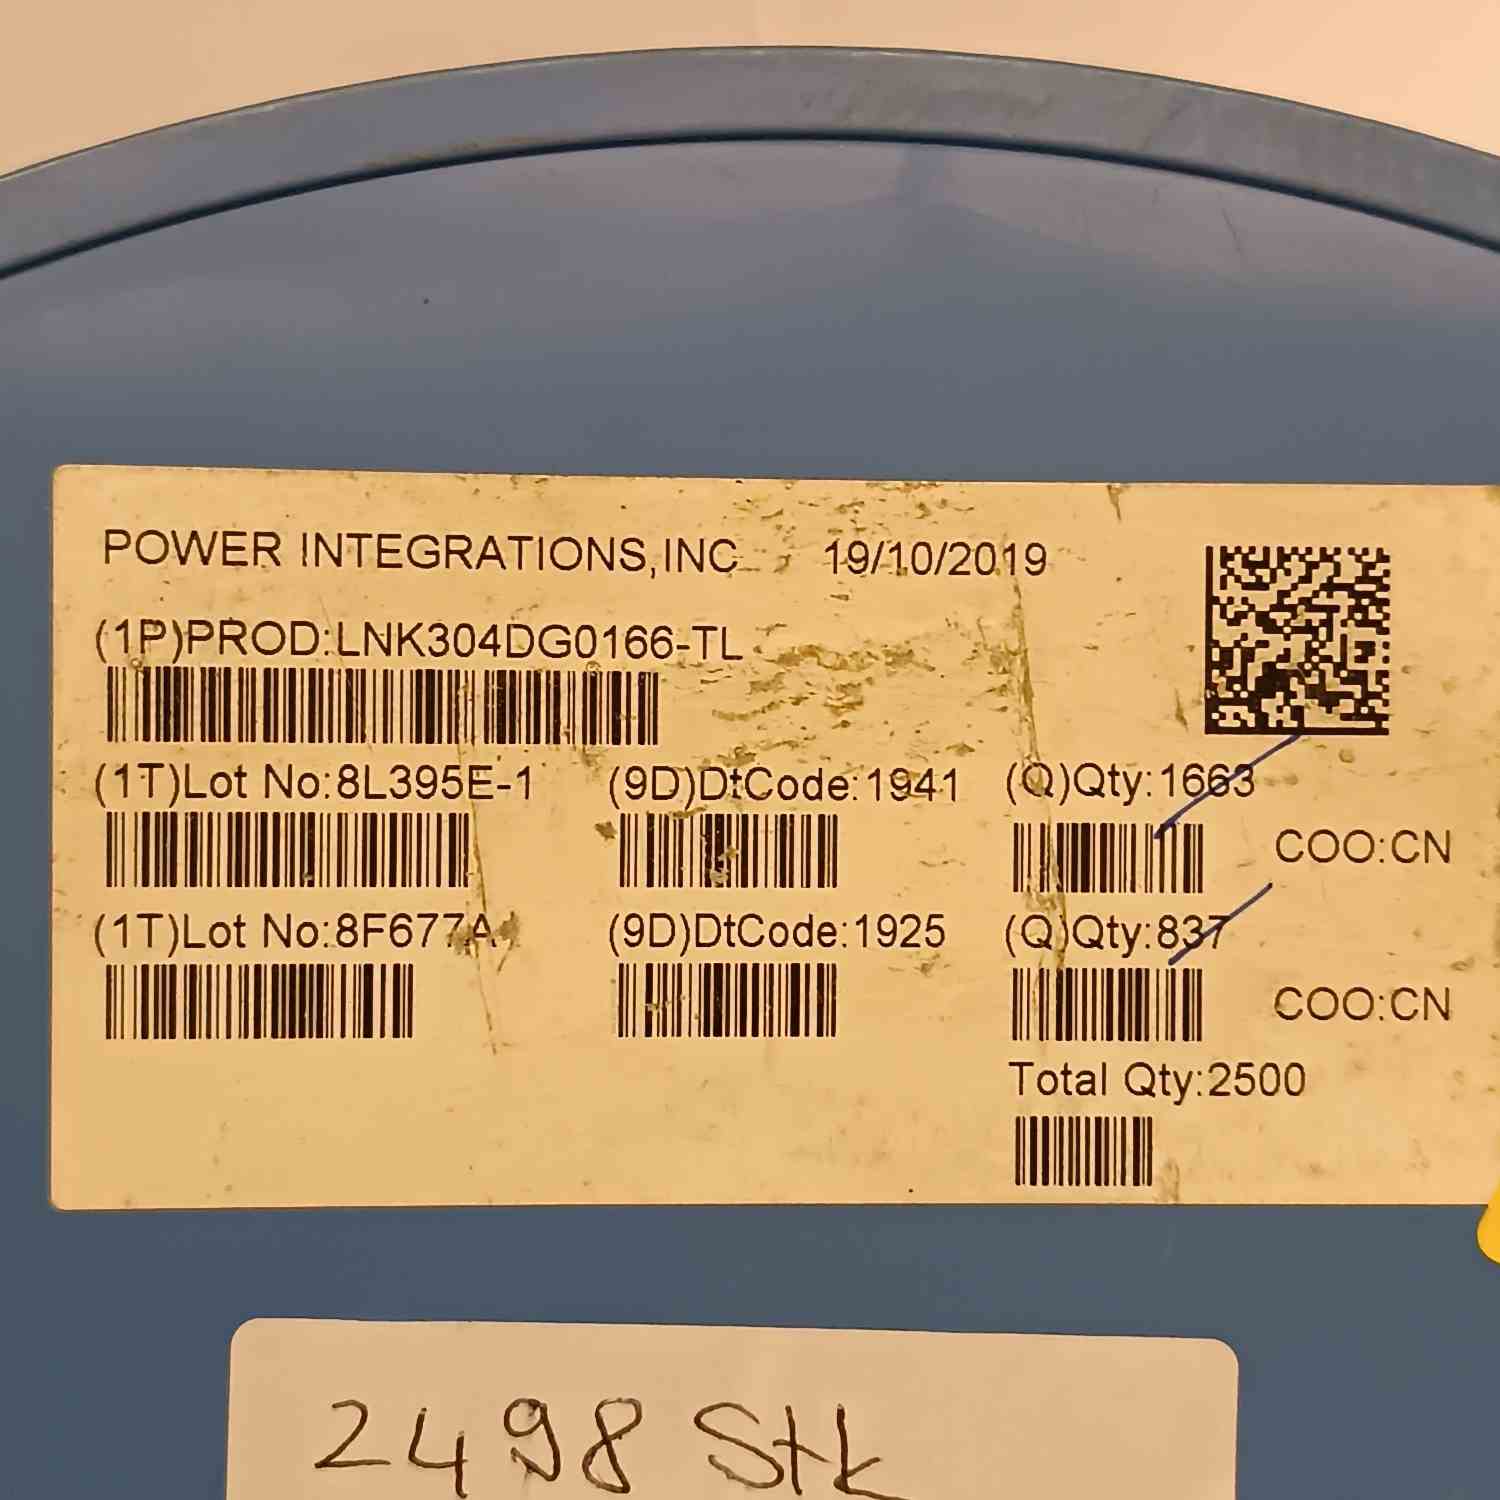 POWER INTEGRATIONS,INC 19/10/2019
(1P)PROD:LNK304DG0166-TL
(1T)Lot No:8L395E-1 (9D)DtCode:1941 (Q)Qty:1663
COO:CN
(1T)Lot No:8F677A (9D)DtCode:1925 (Q)Qty:837
COO:CN
Total Qty:2500
2498 Stk